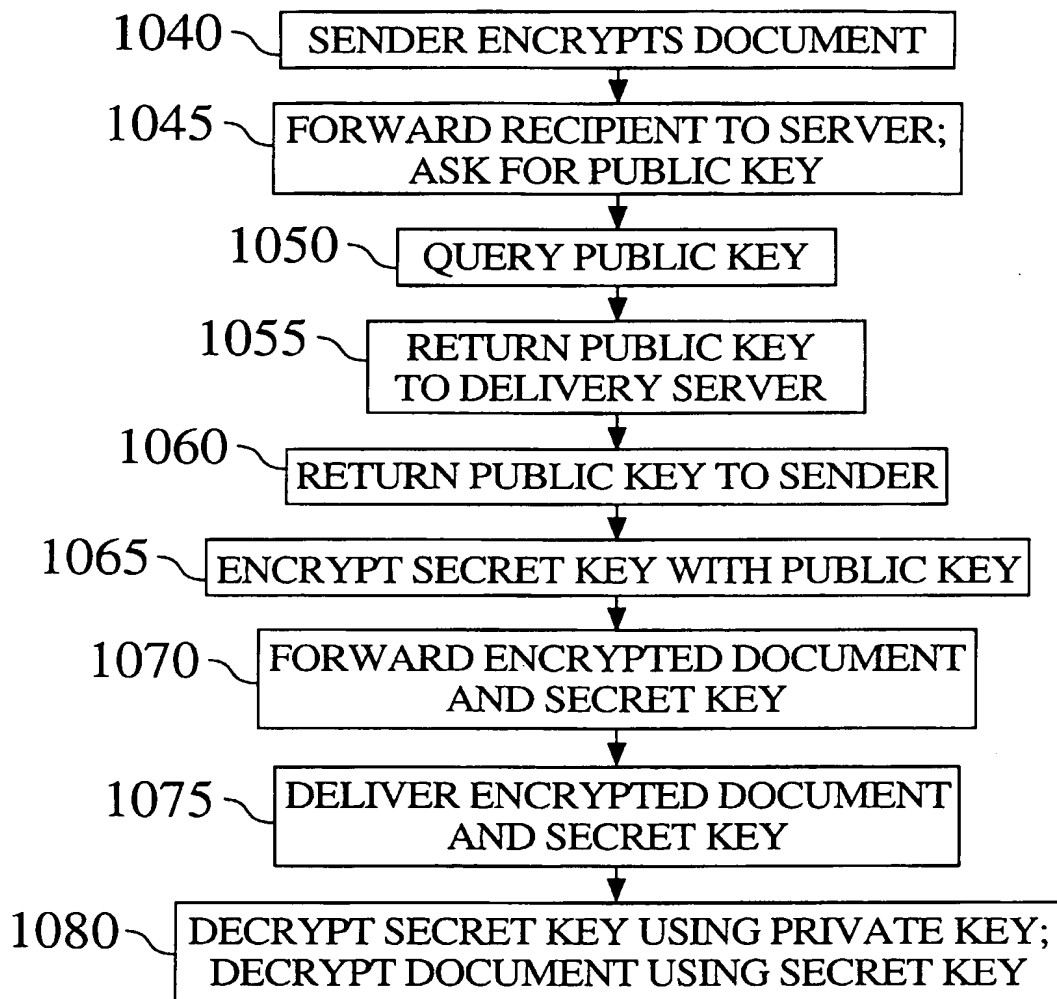 1040
SENDER ENCRYPTS DOCUMENT
1045
FORWARD RECIPIENT TO SERVER;
ASK FOR PUBLIC KEY
1050
QUERY PUBLIC KEY
1055
RETURN PUBLIC KEY
TO DELIVERY SERVER
1060
RETURN PUBLIC KEY TO SENDER
1065
ENCRYPT SECRET KEY WITH PUBLIC KEY
1070
FORWARD ENCRYPTED DOCUMENT
AND SECRET KEY
1075
DELIVER ENCRYPTED DOCUMENT
AND SECRET KEY
1080
DECRYPT SECRET KEY USING PRIVATE KEY;
DECRYPT DOCUMENT USING SECRET KEY